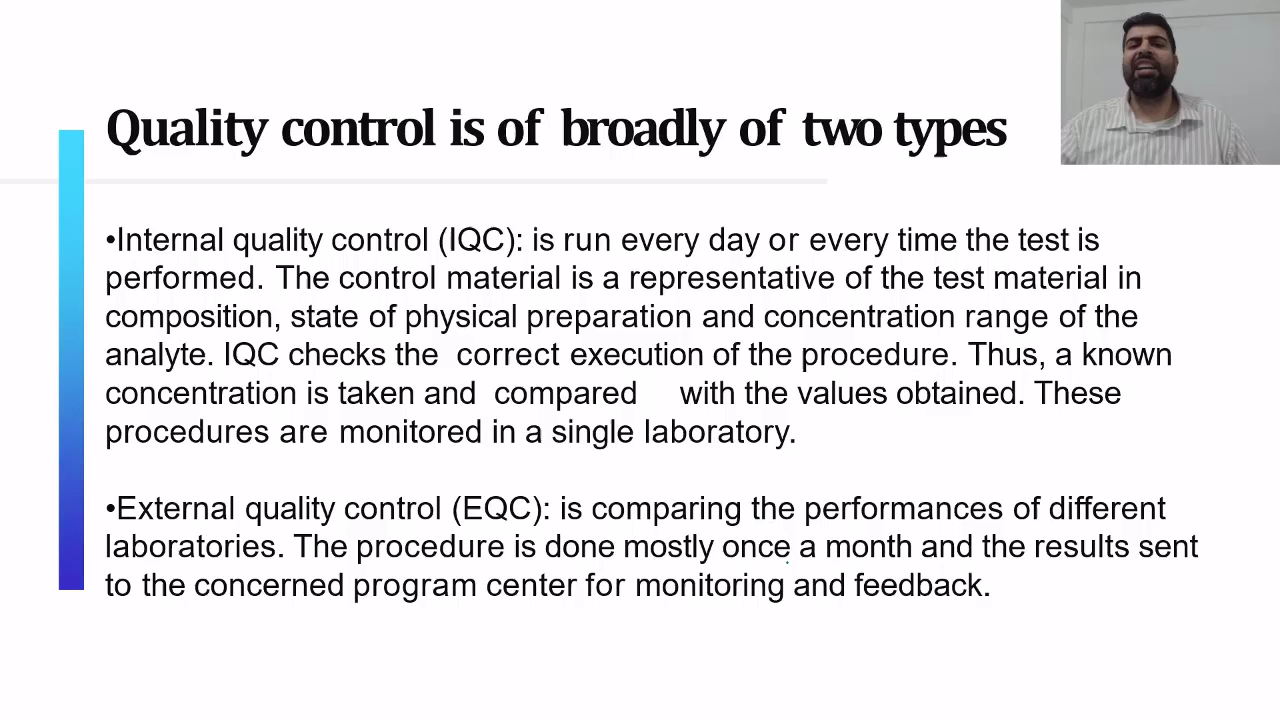 Quality control is of broadly of two types
•Internal quality control (IQC): is run every day or every time the test is
performed. The control material is a representative of the test material in
composition, state of physical preparation and concentration range of the
analyte. IQC checks the correct execution of the procedure. Thus, a known
concentration is taken and compared with the values obtained. These
procedures are monitored in a single laboratory.
•External quality control (EQC): is comparing the performances of different
laboratories. The procedure is done mostly once a month and the results sent
to the concerned program center for monitoring and feedback.